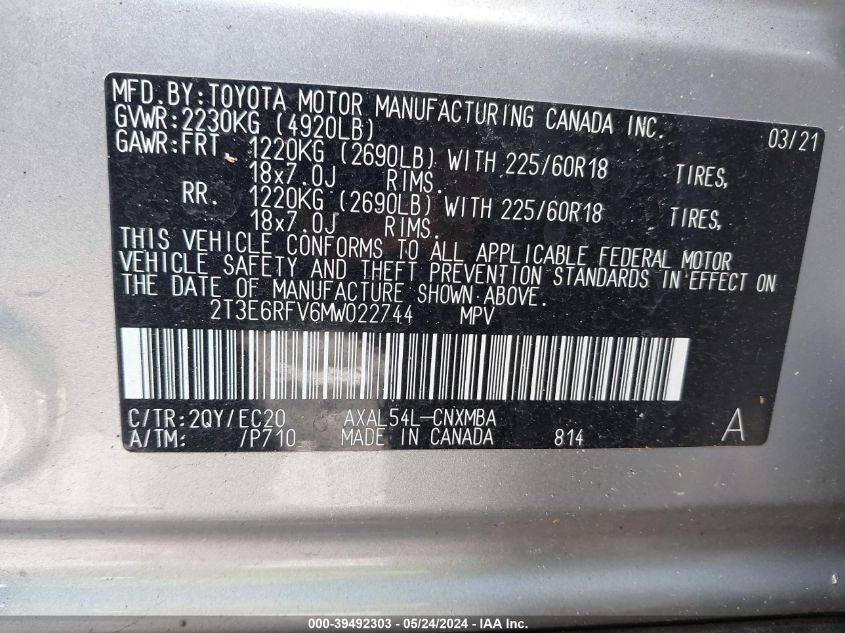 MFD.BY:TOYOTA MOTOR MANUFACTURING CANADA INC. 03/21
GVWR:2230KG (4920LB)
GAWR:FRT. 1220KG (2690LB) WITH 225/60R18 TIRES,
18x7.0J RIMS.
RR. 1220KG (2690LB) WITH 225/60R18 TIRES,
18x7.0J RIMS.
THIS VEHICLE CONFORMS TO ALL APPLICABLE FEDERAL MOTOR
VEHICLE SAFETY AND THEFT PREVENTION STANDARDS IN EFFECT ON
THE DATE OF MANUFACTURE SHOWN ABOVE.
2T3E6RFV6MW022744 MPV
C/TR:2QY/EC20 AXAL54L-CNXMBA A
A/TM: /P710 MADE IN CANADA 814
000-39492303 - 05/24/2024 - IAA Inc.